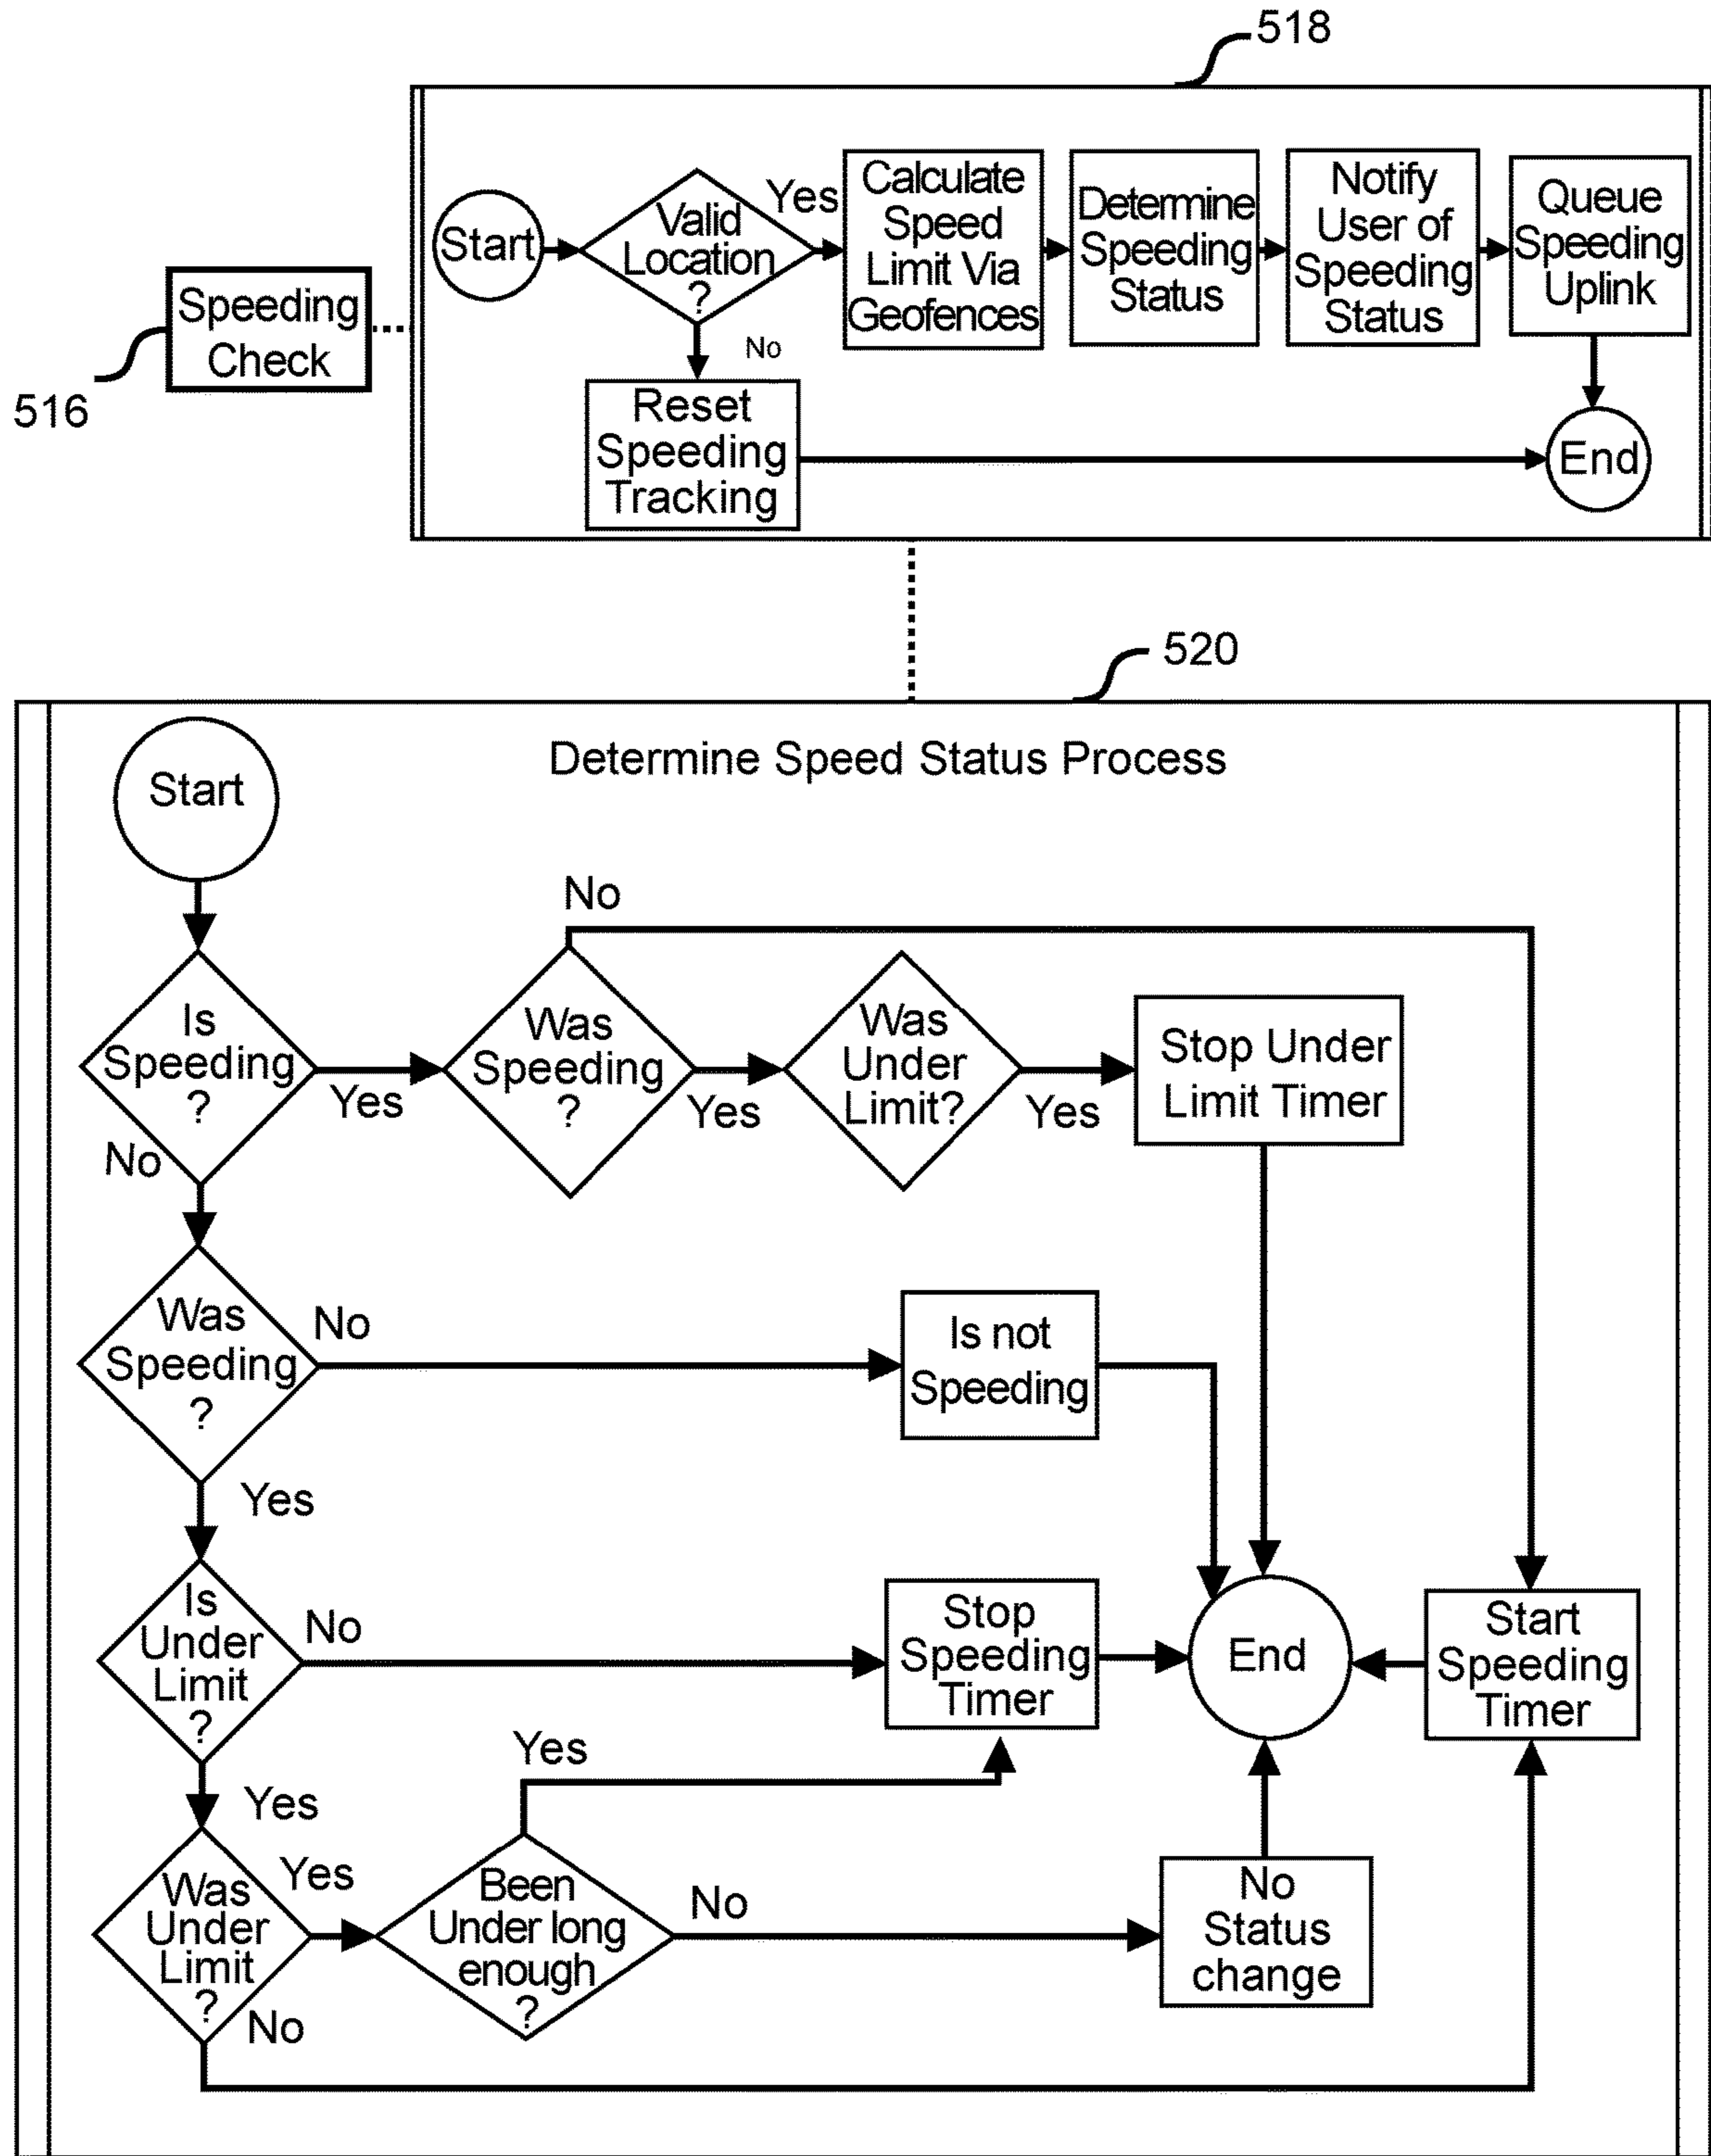 518
Start
Valid
Location
?
Yes
No
Calculate
Speed
Limit Via
Geofences
Determine
Speeding
Status
Notify
User of
Speeding
Status
Queue
Speeding
Uplink
Speeding
Check
516
Reset
Speeding
Tracking
End
520
Determine Speed Status Process
Start
Is
Speeding
?
Yes
No
Was
Speeding
?
No
Yes
Was
Under
Limit?
Yes
Stop Under
Limit Timer
Was
Speeding
?
No
Yes
Is not
Speeding
Is
Under
Limit
?
No
Yes
Stop
Speeding
Timer
End
Start
Speeding
Timer
Was
Under
Limit
?
Yes
No
Been
Under long
enough
?
Yes
No
No
Status
change